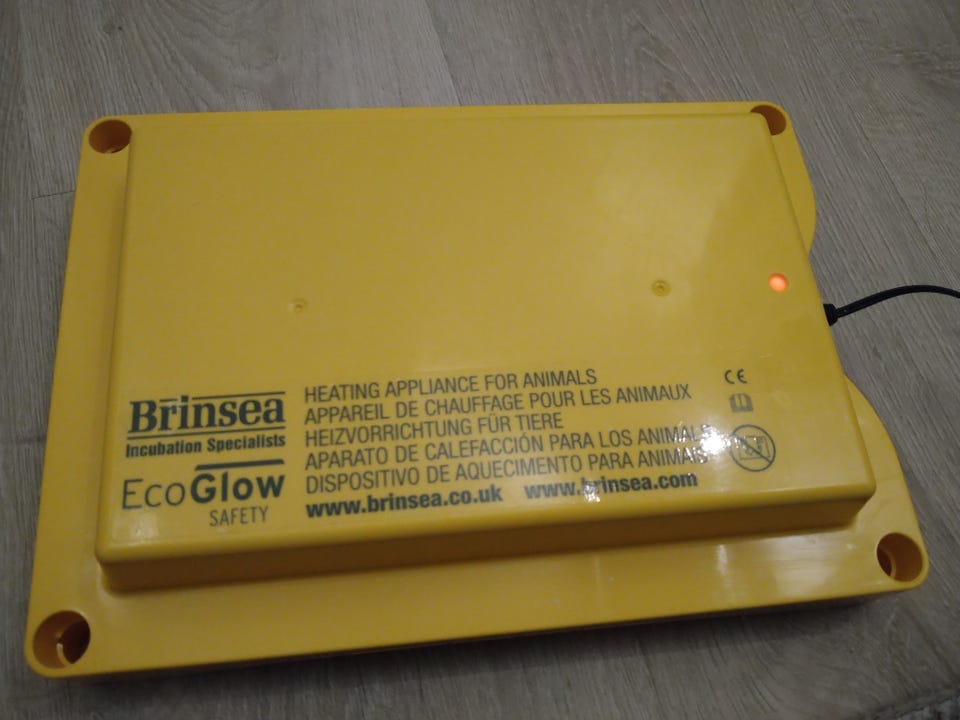 Brinsea
Incubation Specialists
EcoGlow
SAFETY
HEATING APPLIANCE FOR ANIMALS
APPAREIL DE CHAUFFAGE POUR LES ANIMAUX
HEIZVORRICHTUNG FÜR TIERE
APARATO DE CALEFACCIÓN PARA LOS ANIMALES
DISPOSITIVO DE AQUECIMENTO PARA ANIMAIS
www.brinsea.co.uk www.brinsea.com
CE